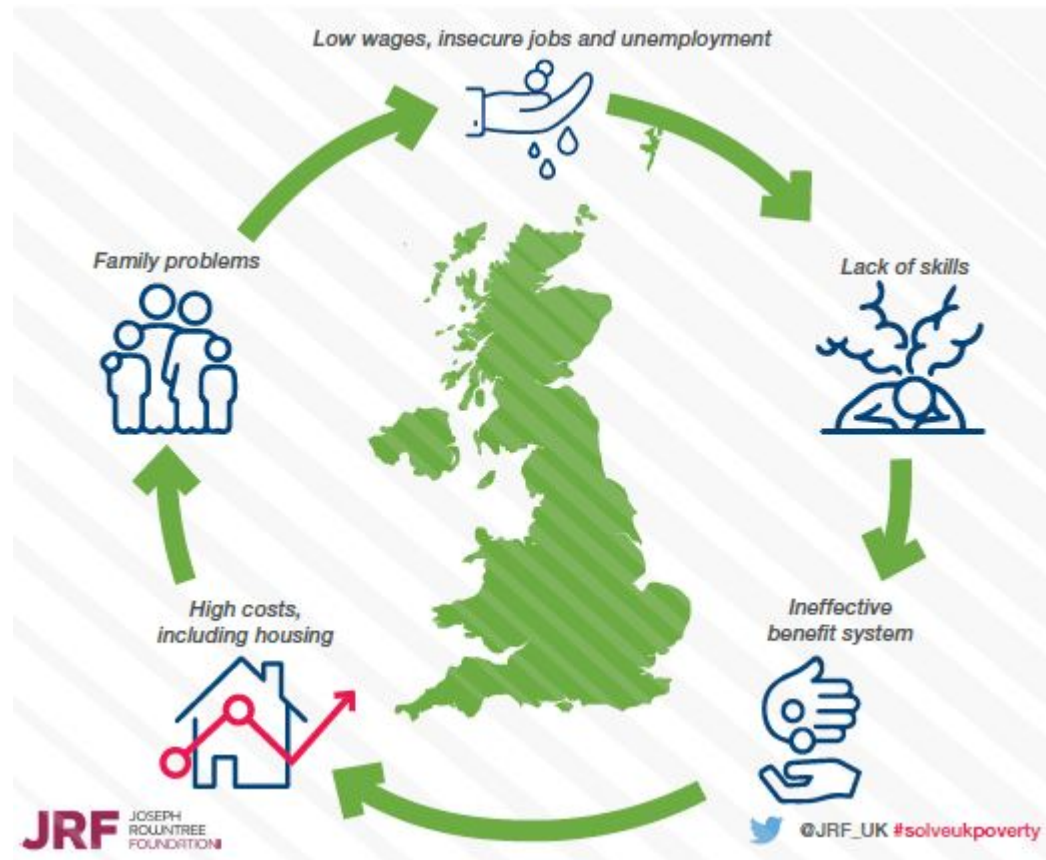 Low wages, insecure jobs and unemployment
Family problems
Lack of skills
High costs,
including housing
Ineffective
benefit system
JRF
JOSEPH
ROWNTREE
FOUNDATION
@JRF_UK #solveukpoverty